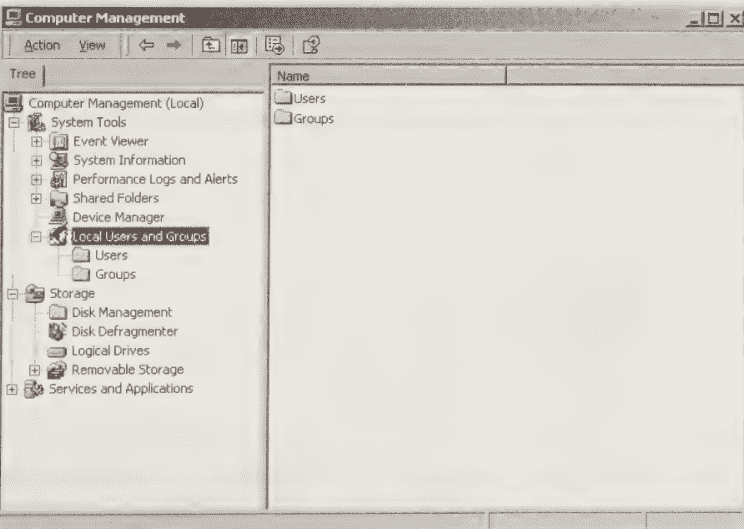 Computer Management
Action View
Tree
Name
Computer Management (Local)
System Tools
Event Viewer
System Information
Performance Logs and Alerts
Shared Folders
Device Manager
Local Users and Groups
Users
Groups
Storage
Disk Management
Disk Defragmenter
Logical Drives
Removable Storage
Services and Applications
Users
Groups